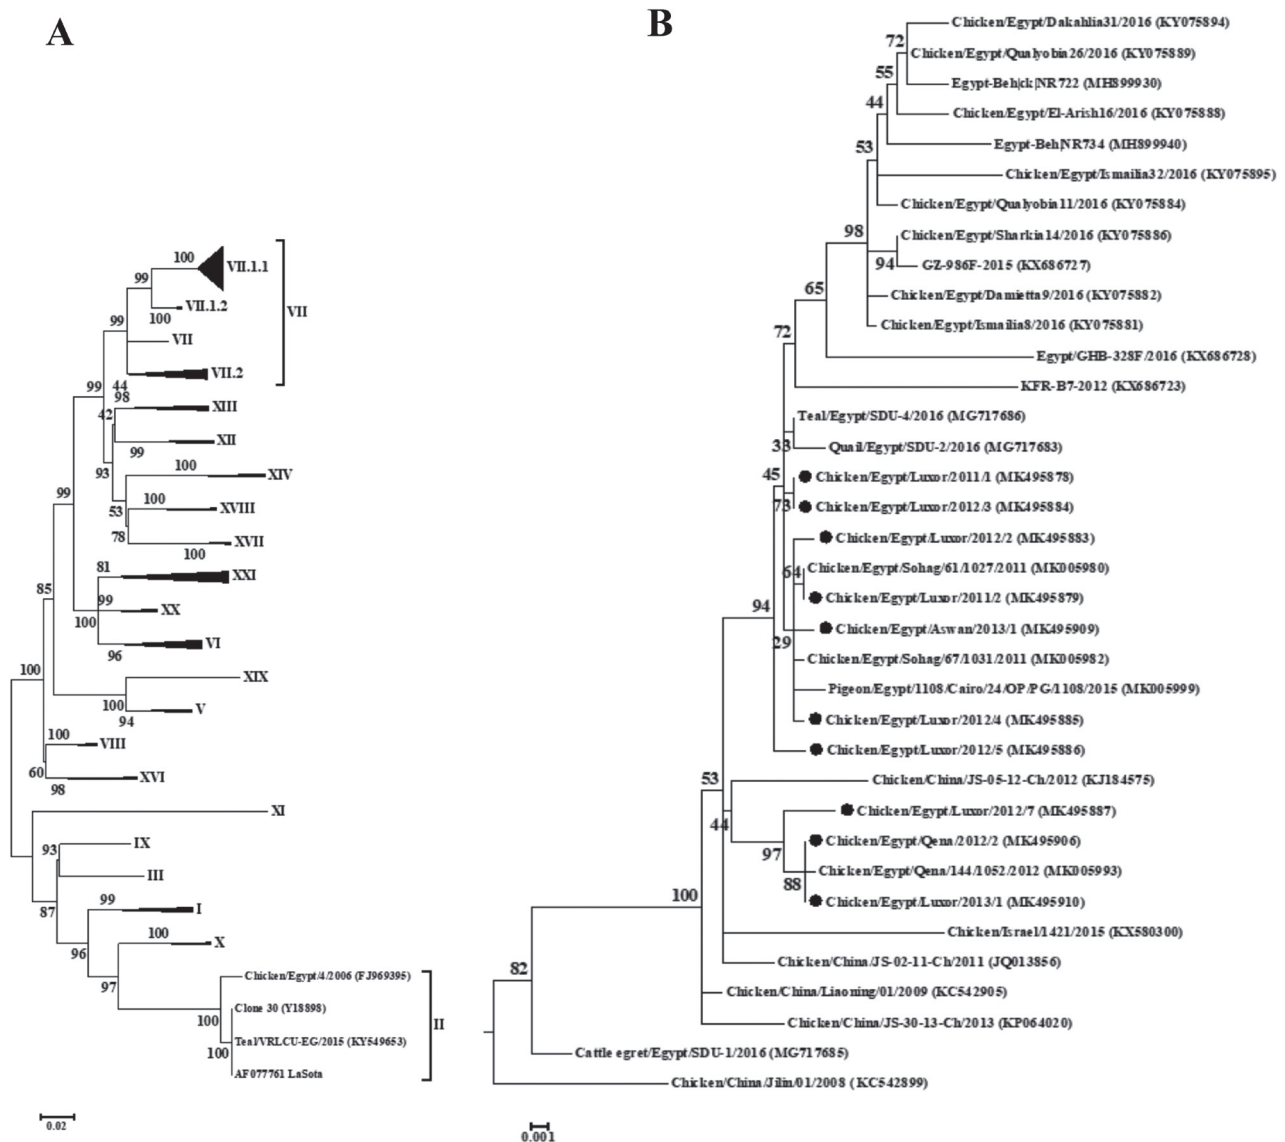 A
100
VII.1.1
99
VII.1.2
100
99
VII
VII
VII.2
99
44
98
XIII
42
XII
99
93
100
XIV
99
100
XVIII
53
78
XVII
100
81
XXI
85
99
XX
100
VI
96
100
XIX
100
V
94
100
VIII
60
XVI
98
XI
93
IX
III
87
99
I
100
X
96
97
Chicken/Egypt/4/2006 (FJ969395)
Clone 30 (Y18898)
100
II
Teal/VRLCU-EG/2015 (KY549653)
100
AF077761 LaSota
0.02
B
Chicken/Egypt/Dakahlia31/2016 (KY075894)
72
Chicken/Egypt/Qualyobia26/2016 (KY075889)
55
Egypt-Beh|ck|NR722 (MH899930)
44
Chicken/Egypt/El-Arish16/2016 (KY075888)
53
Egypt-Beh|NR734 (MH899940)
Chicken/Egypt/Ismailia32/2016 (KY075895)
Chicken/Egypt/Qualyobia11/2016 (KY075884)
98
Chicken/Egypt/Sharkia14/2016 (KY075886)
94
GZ-986F-2015 (KX686727)
65
Chicken/Egypt/Damietta9/2016 (KY075882)
Chicken/Egypt/Ismailia8/2016 (KY075881)
72
Egypt/GHB-328F/2016 (KX686728)
KFR-B7-2012 (KX686723)
Teal/Egypt/SDU-4/2016 (MG717686)
33
Quail/Egypt/SDU-2/2016 (MG717683)
45
Chicken/Egypt/Luxor/2011/1 (MK495878)
73
Chicken/Egypt/Luxor/2012/3 (MK495884)
Chicken/Egypt/Luxor/2012/2 (MK495883)
64
Chicken/Egypt/Sohag/61/1027/2011 (MK005980)
Chicken/Egypt/Luxor/2011/2 (MK495879)
94
Chicken/Egypt/Aswan/2013/1 (MK495909)
29
Chicken/Egypt/Sohag/67/1031/2011 (MK005982)
Pigeon/Egypt/1108/Cairo/24/OP/PG/1108/2015 (MK005999)
Chicken/Egypt/Luxor/2012/4 (MK495885)
Chicken/Egypt/Luxor/2012/5 (MK495886)
53
Chicken/China/JS-05-12-Ch/2012 (KJ184575)
44
Chicken/Egypt/Luxor/2012/7 (MK495887)
97
Chicken/Egypt/Qena/2012/2 (MK495906)
88
Chicken/Egypt/Qena/144/1052/2012 (MK005993)
100
Chicken/Egypt/Luxor/2013/1 (MK495910)
Chicken/Israel/1421/2015 (KX580300)
82
Chicken/China/JS-02-11-Ch/2011 (JQ013856)
Chicken/China/Liaoning/01/2009 (KC542905)
Chicken/China/JS-30-13-Ch/2013 (KP064020)
Cattle egret/Egypt/SDU-1/2016 (MG717685)
Chicken/China/Jilin/01/2008 (KC542899)
0.001